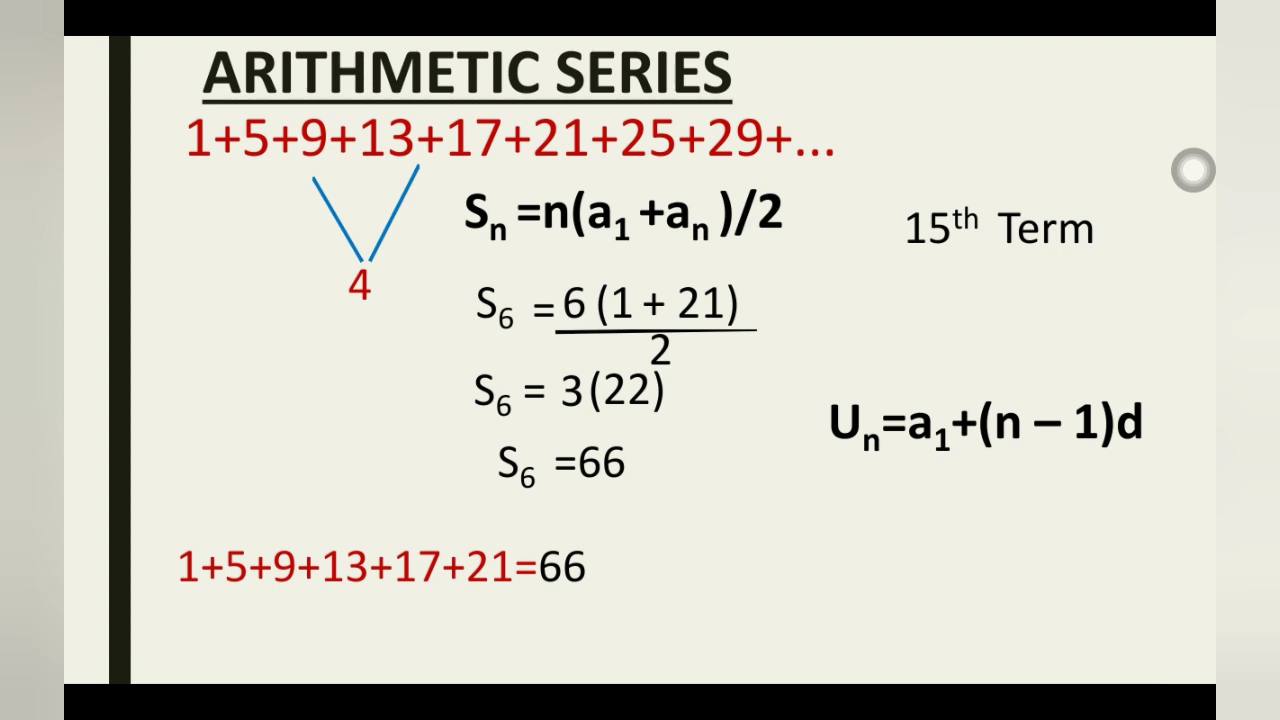 ARITHMETIC SERIES
1+5+9+13+17+21+25+29+...
4
Sₙ =n(a₁ +aₙ )/2
15ᵗʰ Term
S₆ = 6 (1 + 21)
2
S₆ = 3(22)
Uₙ=a₁+(n – 1)d
S₆ =66
1+5+9+13+17+21=66